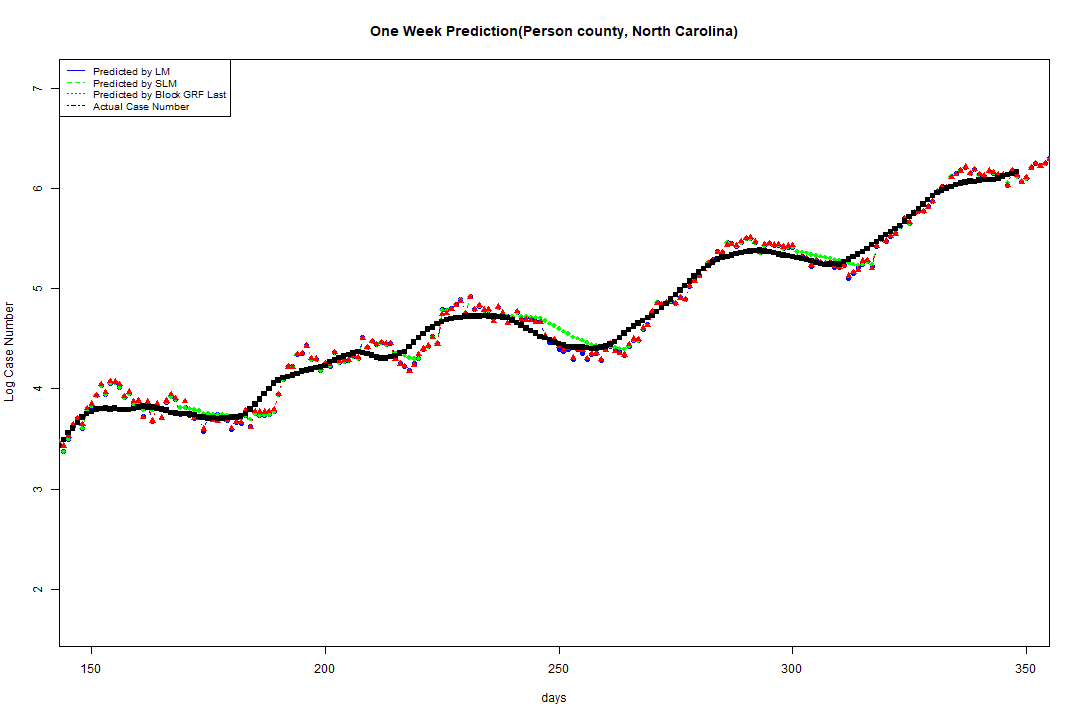 One Week Prediction(Person county, North Carolina)
Predicted by LM
Predicted by SLM
Predicted by Block GRF Last
Actual Case Number
7
6
5
4
3
2
Log Case Number
150 200 250 300 350
days